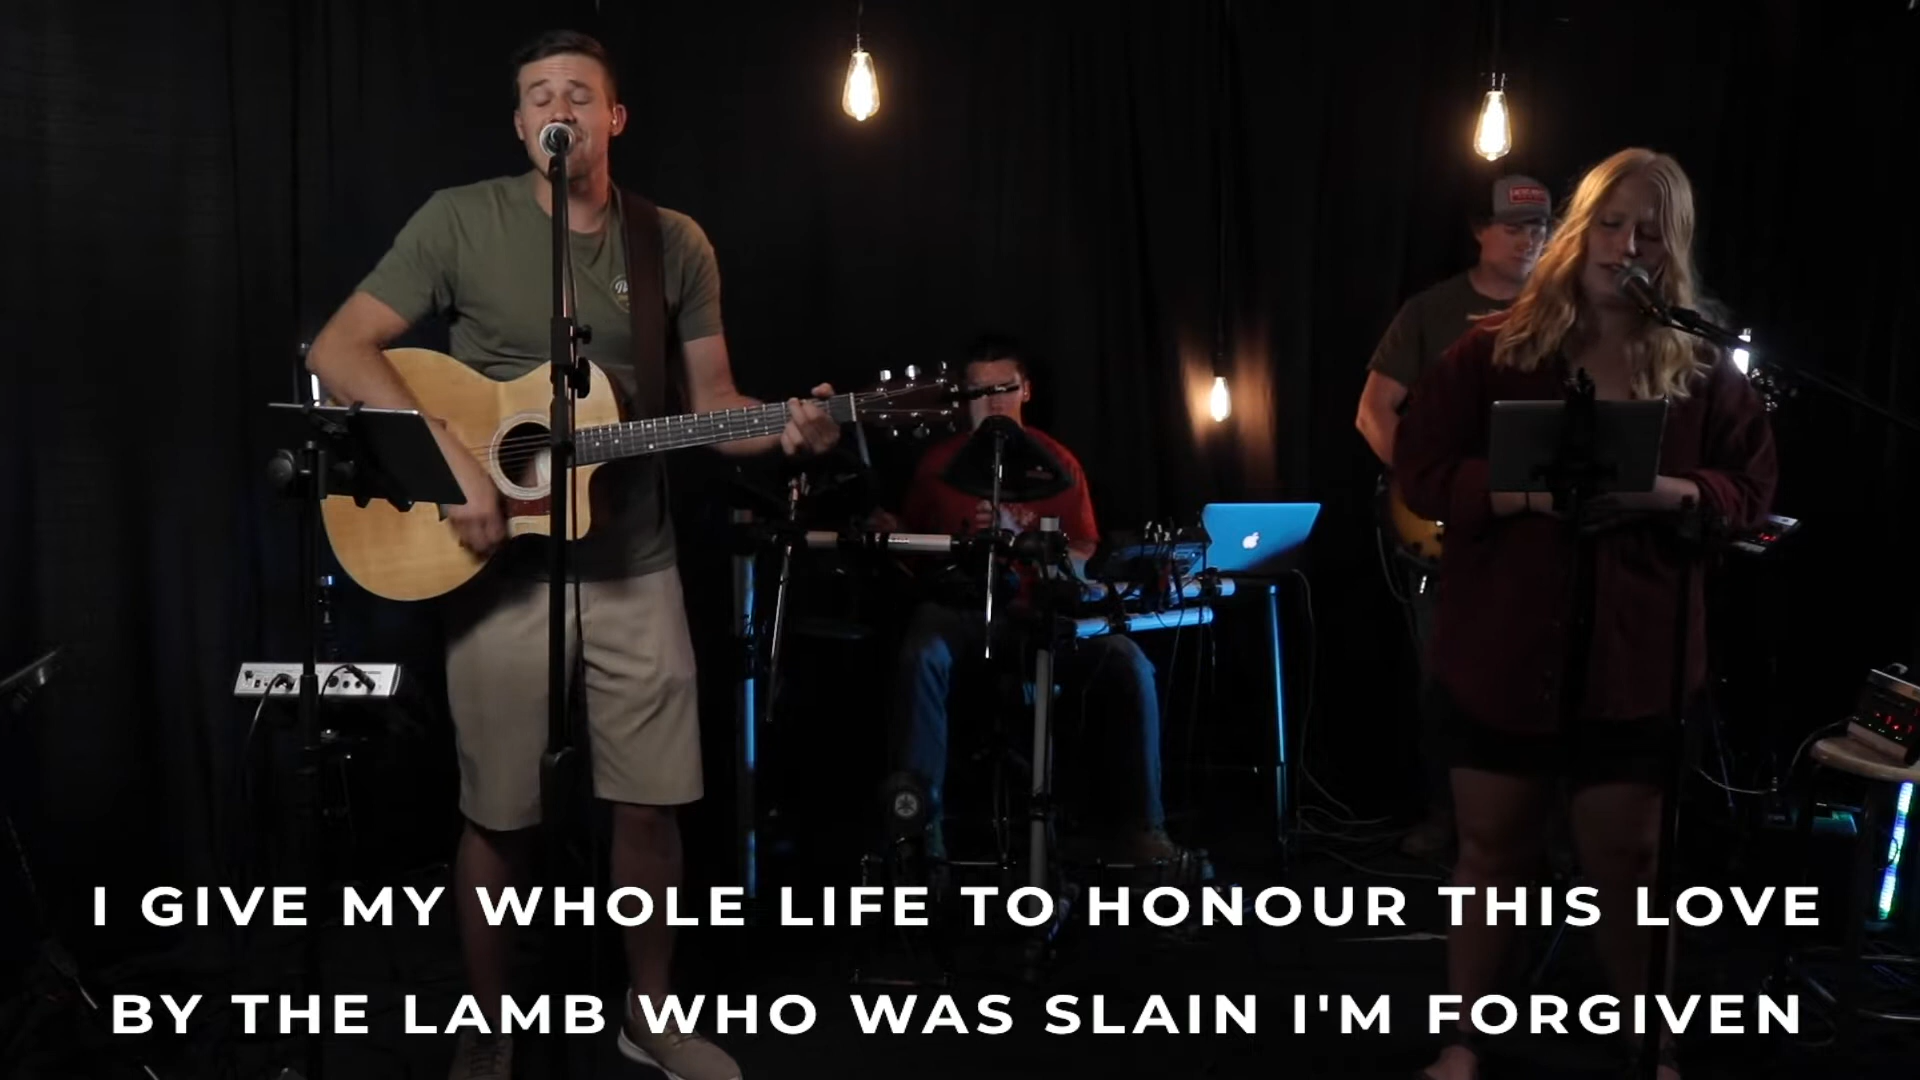 I GIVE MY WHOLE LIFE TO HONOUR THIS LOVE
BY THE LAMB WHO WAS SLAIN I'M FORGIVEN